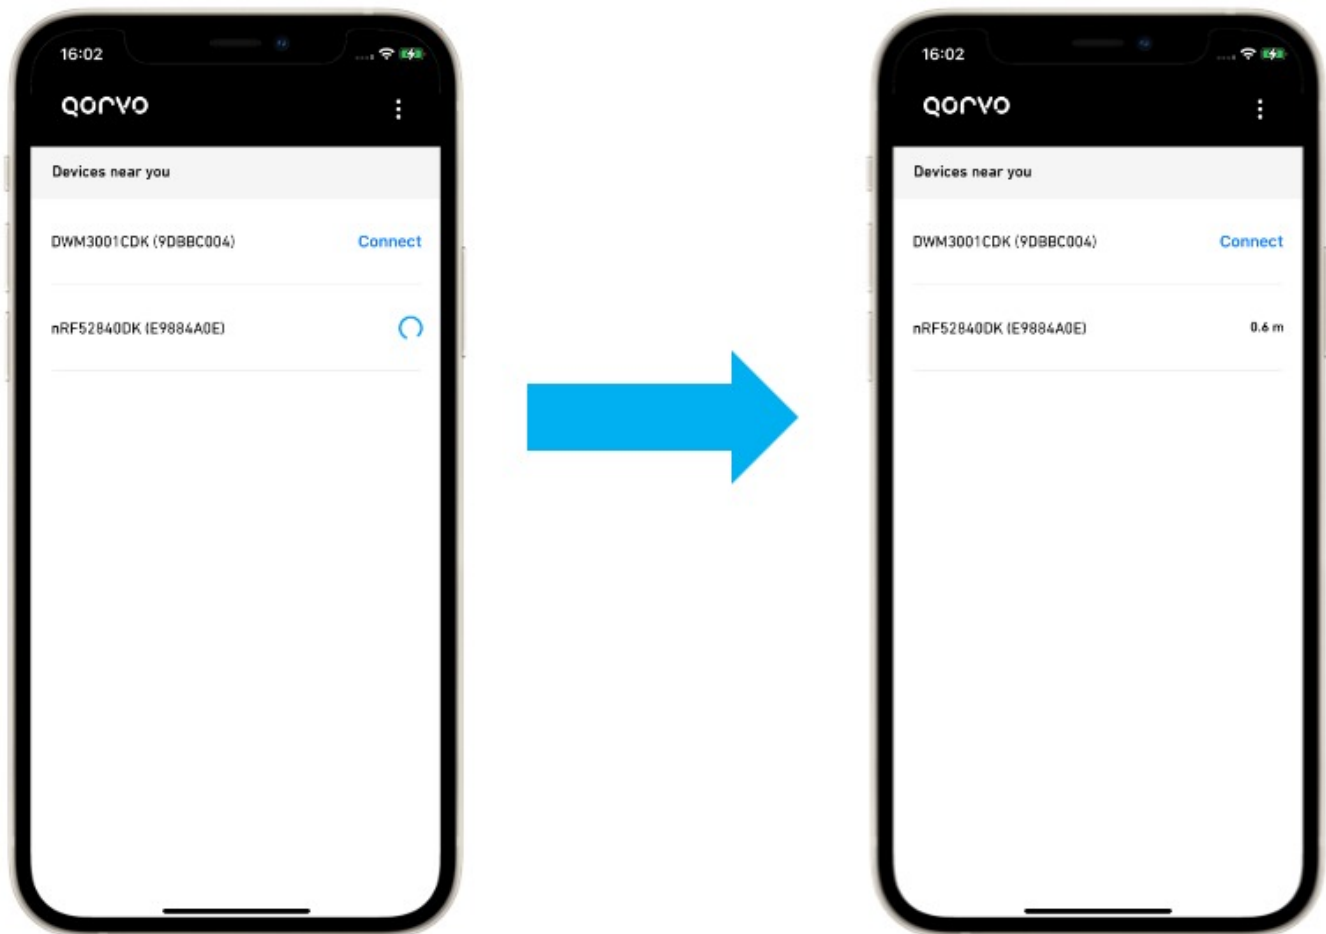 16:02
QORVO
Devices near you
DWM3001CDK (9DBBC004) Connect
nRF52840DK (E9884A0E)
16:02
QORVO
Devices near you
DWM3001CDK (9DBBC004) Connect
nRF52840DK (E9884A0E) 0.6 m